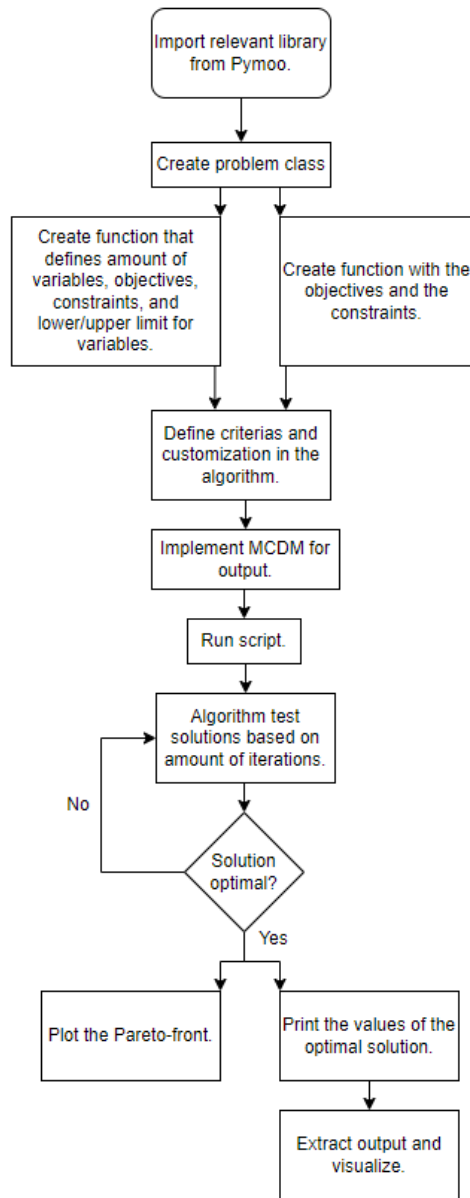 Import relevant library
from Pymoo.
Create problem class
Create function that
defines amount of
variables, objectives,
constraints, and
lower/upper limit for
variables.
Create function with the
objectives and the
constraints.
Define criterias and
customization in the
algorithm.
Implement MCDM for
output.
Run script.
Algorithm test
solutions based on
amount of iterations.
No
Solution
optimal?
Yes
Plot the Pareto-front.
Print the values of the
optimal solution.
Extract output and
visualize.